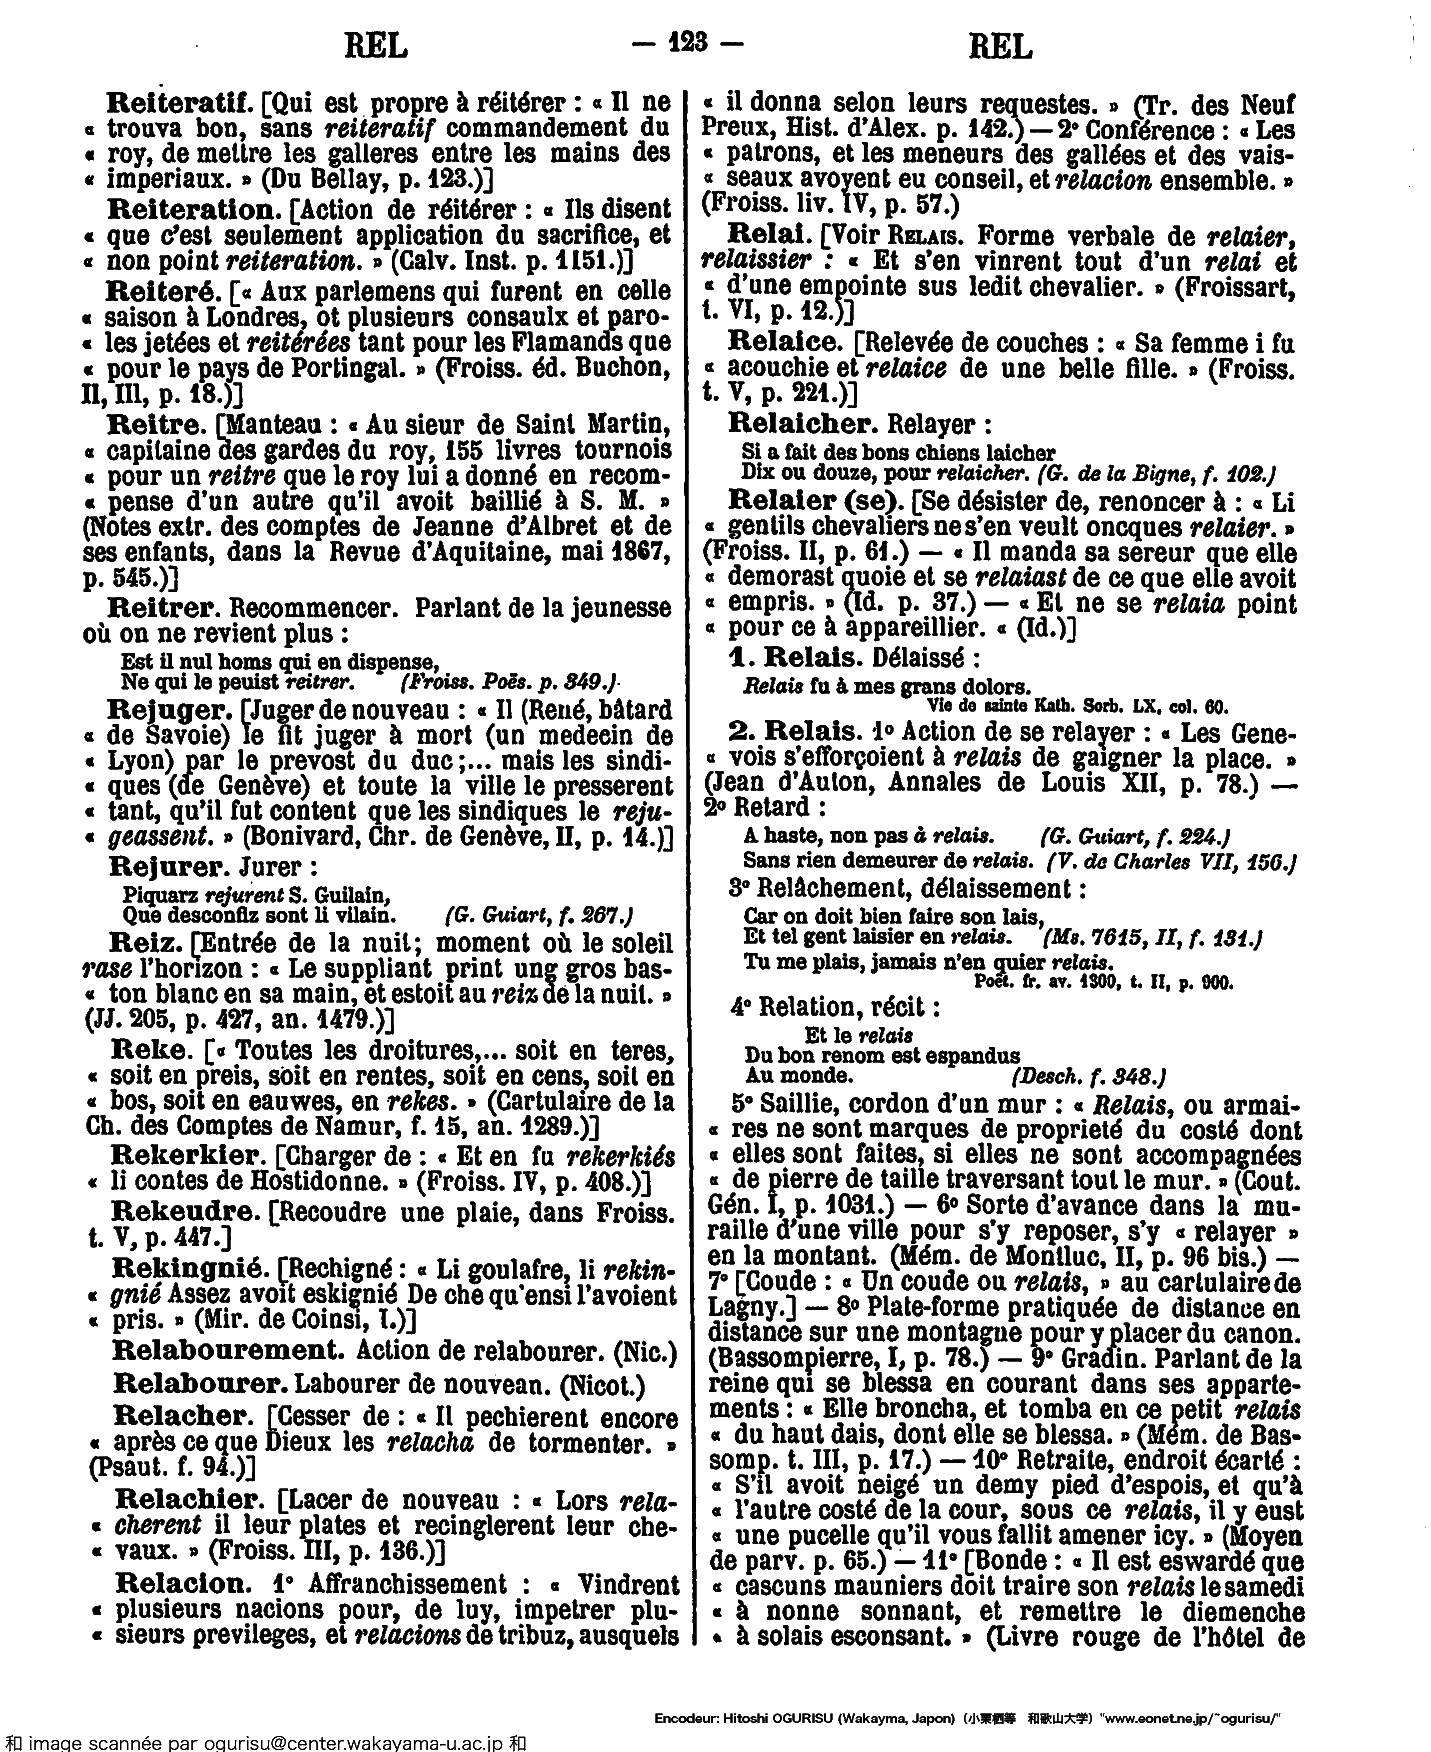 REL — 123 — REL
Reiteratif. [Qui est propre à réitérer : « Il ne
« trouva bon, sans reiteratif commandement du
« roy, de mettre les galleres entre les mains des
« imperiaux. » (Du Bellay, p. 123.)]
Reiteration. [Action de réitérer : « Ils disent
« que c'est seulement application du sacrifice, et
« non point reiteration. » (Calv. Inst. p. 1151.)]
Reiteré. [« Aux parlemens qui furent en celle
« saison à Londres, ot plusieurs consaulx et paro-
« les jetées et reitérées tant pour les Flamands que
« pour le pays de Portingal. » (Froiss. éd. Buchon,
II, III, p. 18.)]
Reitre. [Manteau : « Au sieur de Saint Martin,
« capitaine des gardes du roy, 155 livres tournois
« pour un reitre que le roy lui a donné en recom-
« pense d'un autre qu'il avoit baillié à S. M. »
(Notes extr. des comptes de Jeanne d'Albret et de
ses enfants, dans la Revue d'Aquitaine, mai 1867,
p. 545.)]
Reitrer. Recommencer. Parlant de la jeunesse
où on ne revient plus :
Est il nul homs qui en dispense,
Ne qui le peuist reitrer. (Froiss. Poës. p. 349.)
Rejuger. [Juger de nouveau : « Il (René, bâtard
« de Savoie) le fit juger à mort (un medecin de
« Lyon) par le prevost du duc;... mais les sindi-
« ques (de Genève) et toute la ville le presserent
« tant, qu'il fut content que les sindiques le reju-
« geassent. » (Bonivard, Chr. de Genève, II, p. 14.)]
Rejurer. Jurer :
Piquarz rejurent S. Guilain,
Que desconfiz sont li vilain. (G. Guiart, f. 267.)
Reiz. [Entrée de la nuit; moment où le soleil
rase l'horizon : « Le suppliant print ung gros bas-
« ton blanc en sa main, et estoit au reiz de la nuit. »
(JJ. 205, p. 427, an. 1479.)]
Reke. [« Toutes les droitures,... soit en teres,
« soit en preis, soit en rentes, soit en cens, soit en
« bos, soit en eauwes, en rekes. » (Cartulaire de la
Ch. des Comptes de Namur, f. 15, an. 1289.)]
Rekerkier. [Charger de : « Et en fu rekerkiés
« li contes de Hostidonne. » (Froiss. IV, p. 408.)]
Rekeudre. [Recoudre une plaie, dans Froiss.
t. V, p. 447.]
Rekingnié. [Rechigné : « Li goulafre, li rekin-
« gnié Assez avoit eskignié De che qu'ensi l'avoient
« pris. » (Mir. de Coinsi, I.)]
Relabourement. Action de relabourer. (Nic.)
Relabourer. Labourer de nouvean. (Nicot.)
Relacher. [Cesser de : « Il pechierent encore
« après ce que Dieux les relacha de tormenter. »
(Psaut. f. 94.)]
Relachier. [Lacer de nouveau : « Lors rela-
« cherent il leur plates et recinglerent leur che-
« vaux. » (Froiss. III, p. 136.)]
Relacion. 1° Affranchissement : « Vindrent
« plusieurs nacions pour, de luy, impetrer plu-
« sieurs previleges, et relacions de tribuz, ausquels
« il donna selon leurs requestes. » (Tr. des Neuf
Preux, Hist. d'Alex. p. 142.) — 2° Conférence : « Les
« patrons, et les meneurs des gallées et des vais-
« seaux avoyent eu conseil, et relacion ensemble. »
(Froiss. liv. IV, p. 57.)
Relai. [Voir RELAIS. Forme verbale de relaier,
relaissier : « Et s'en vinrent tout d'un relai et
« d'une empointe sus ledit chevalier. » (Froissart,
t. VI, p. 12.)]
Relaice. [Relevée de couches : « Sa femme i fu
« acouchie et relaice de une belle fille. » (Froiss.
t. V, p. 221.)]
Relaicher. Relayer :
Si a fait des bons chiens laicher
Dix ou douze, pour relaicher. (G. de la Bigne, f. 102.)
Relaier (se). [Se désister de, renoncer à : « Li
« gentils chevaliers ne s'en veult oncques relaier. »
(Froiss. II, p. 61.) — « Il manda sa sereur que elle
« demorast quoie et se relaiast de ce que elle avoit
« empris. » (Id. p. 37.) — « Et ne se relaia point
« pour ce à appareillier. « (Id.)]
1. Relais. Délaissé :
Relais fu à mes grans dolors.
Vie de sainte Kath. Sorb. LX, col. 60.
2. Relais. 1° Action de se relayer : « Les Gene-
« vois s'efforçoient à relais de gaigner la place. »
(Jean d'Auton, Annales de Louis XII, p. 78.) —
2° Retard :
A haste, non pas à relais. (G. Guiart, f. 224.)
Sans rien demeurer de relais. (V. de Charles VII, 156.)
3° Relâchement, délaissement :
Car on doit bien faire son lais,
Et tel gent laisier en relais. (Ms. 7615, II, f. 131.)
Tu me plais, jamais n'en quier relais.
Poët. fr. av. 1300, t. II, p. 900.
4° Relation, récit :
Et le relais
Du bon renom est espandus
Au monde. (Desch. f. 348.)
5° Saillie, cordon d'un mur : « Relais, ou armai-
« res ne sont marques de proprieté du costé dont
« elles sont faites, si elles ne sont accompagnées
« de pierre de taille traversant tout le mur. » (Cout.
Gén. I, p. 1031.) — 6° Sorte d'avance dans la mu-
raille d'une ville pour s'y reposer, s'y « relayer »
en la montant. (Mém. de Montluc, II, p. 96 bis.) —
7° [Coude : « Un coude ou relais, » au cartulaire de
Lagny.] — 8° Plate-forme pratiquée de distance en
distance sur une montagne pour y placer du canon.
(Bassompierre, I, p. 78.) — 9° Gradin. Parlant de la
reine qui se blessa en courant dans ses apparte-
ments : « Elle broncha, et tomba en ce petit relais
« du haut dais, dont elle se blessa. » (Mém. de Bas-
somp. t. III, p. 17.) — 10° Retraite, endroit écarté :
« S'il avoit neigé un demy pied d'espois, et qu'à
« l'autre costé de la cour, sous ce relais, il y eust
« une pucelle qu'il vous fallit amener icy. » (Moyen
de parv. p. 65.) — 11° [Bonde : « Il est eswardé que
« cascuns mauniers doit traire son relais le samedi
« à nonne sonnant, et remettre le diemenche
« à solais esconsant. » (Livre rouge de l'hôtel de
Encodeur: Hitoshi OGURISU (Wakayma, Japon) (小栗栖等 和歌山大学) "www.eonet.ne.jp/~ogurisu/"
和 image scannée par ogurisu@center.wakayama-u.ac.jp 和